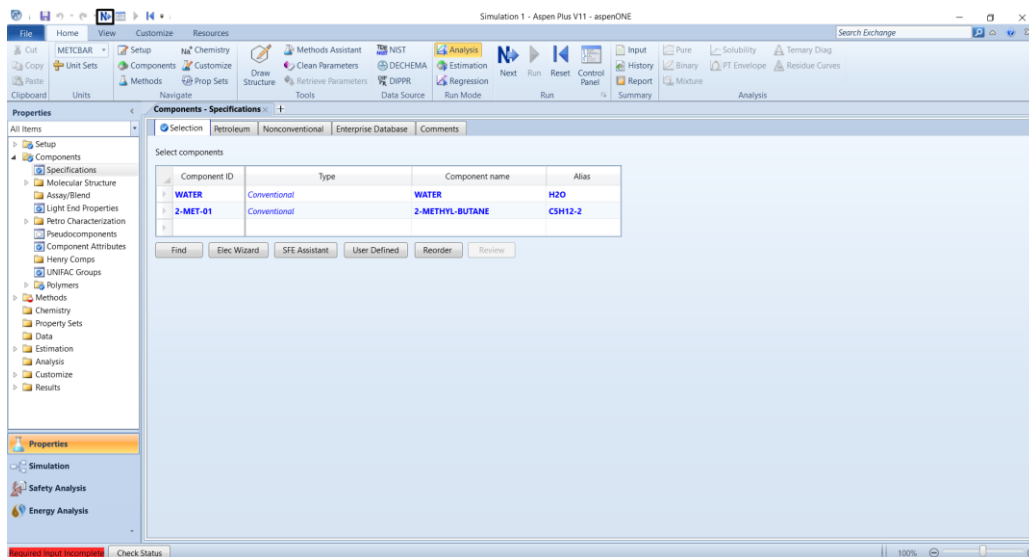 Simulation 1 - Aspen Plus V11 - aspenONE
File Home View Customize Resources Search Exchange
Cut METCBAR Setup Na+ Chemistry Methods Assistant NIST Analysis Input Pure Solubility Ternary Diag
Copy Unit Sets Components Customize Clean Parameters DECHEMA Estimation History Binary PT Envelope Residue Curves
Paste Methods Prop Sets Draw Structure Retrieve Parameters DIPPR Regression Next Run Reset Control Panel Report Mixture
Clipboard Units Navigate Tools Data Source Run Mode Run Summary Analysis
Properties Components - Specifications
All Items Selection Petroleum Nonconventional Enterprise Database Comments
Setup
Components Select components
Specifications Component ID Type Component name Alias
Molecular Structure
Assay/Blend WATER Conventional WATER H2O
Light End Properties 2-MET-01 Conventional 2-METHYL-BUTANE C5H12-2
Petro Characterization
Pseudocomponents
Component Attributes Find Elec Wizard SFE Assistant User Defined Reorder Review
Henry Comps
UNIFAC Groups
Polymers
Methods
Chemistry
Property Sets
Data
Estimation
Analysis
Customize
Results
Properties
Simulation
Safety Analysis
Energy Analysis
Required Input Incomplete Check Status 100%